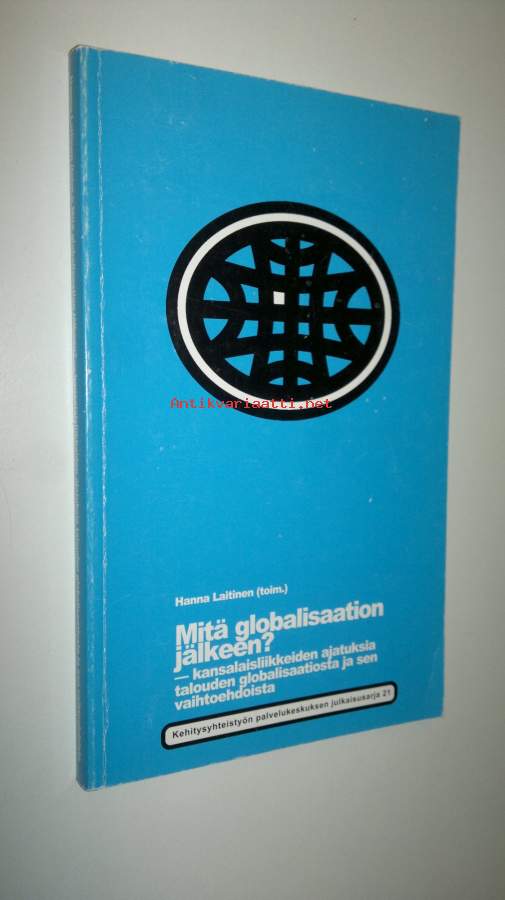 Antikvariaatti.net
Hanna Laitinen (toim.)
Mitä globalisaation
jälkeen?
— kansalaisliikkeiden ajatuksia
talouden globalisaatiosta ja sen
vaihtoehdoista
Kehitysyhteistyön palvelukeskuksen julkaisusarja 21